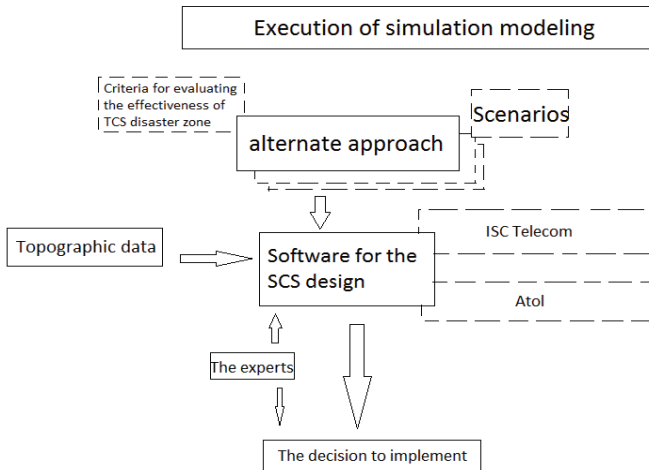 Execution of simulation modeling
Criteria for evaluating
the effectiveness of
TCS disaster zone
Scenarios
alternate approach
ISC Telecom
Topographic data
Software for the
SCS design
Atol
The experts
The decision to implement